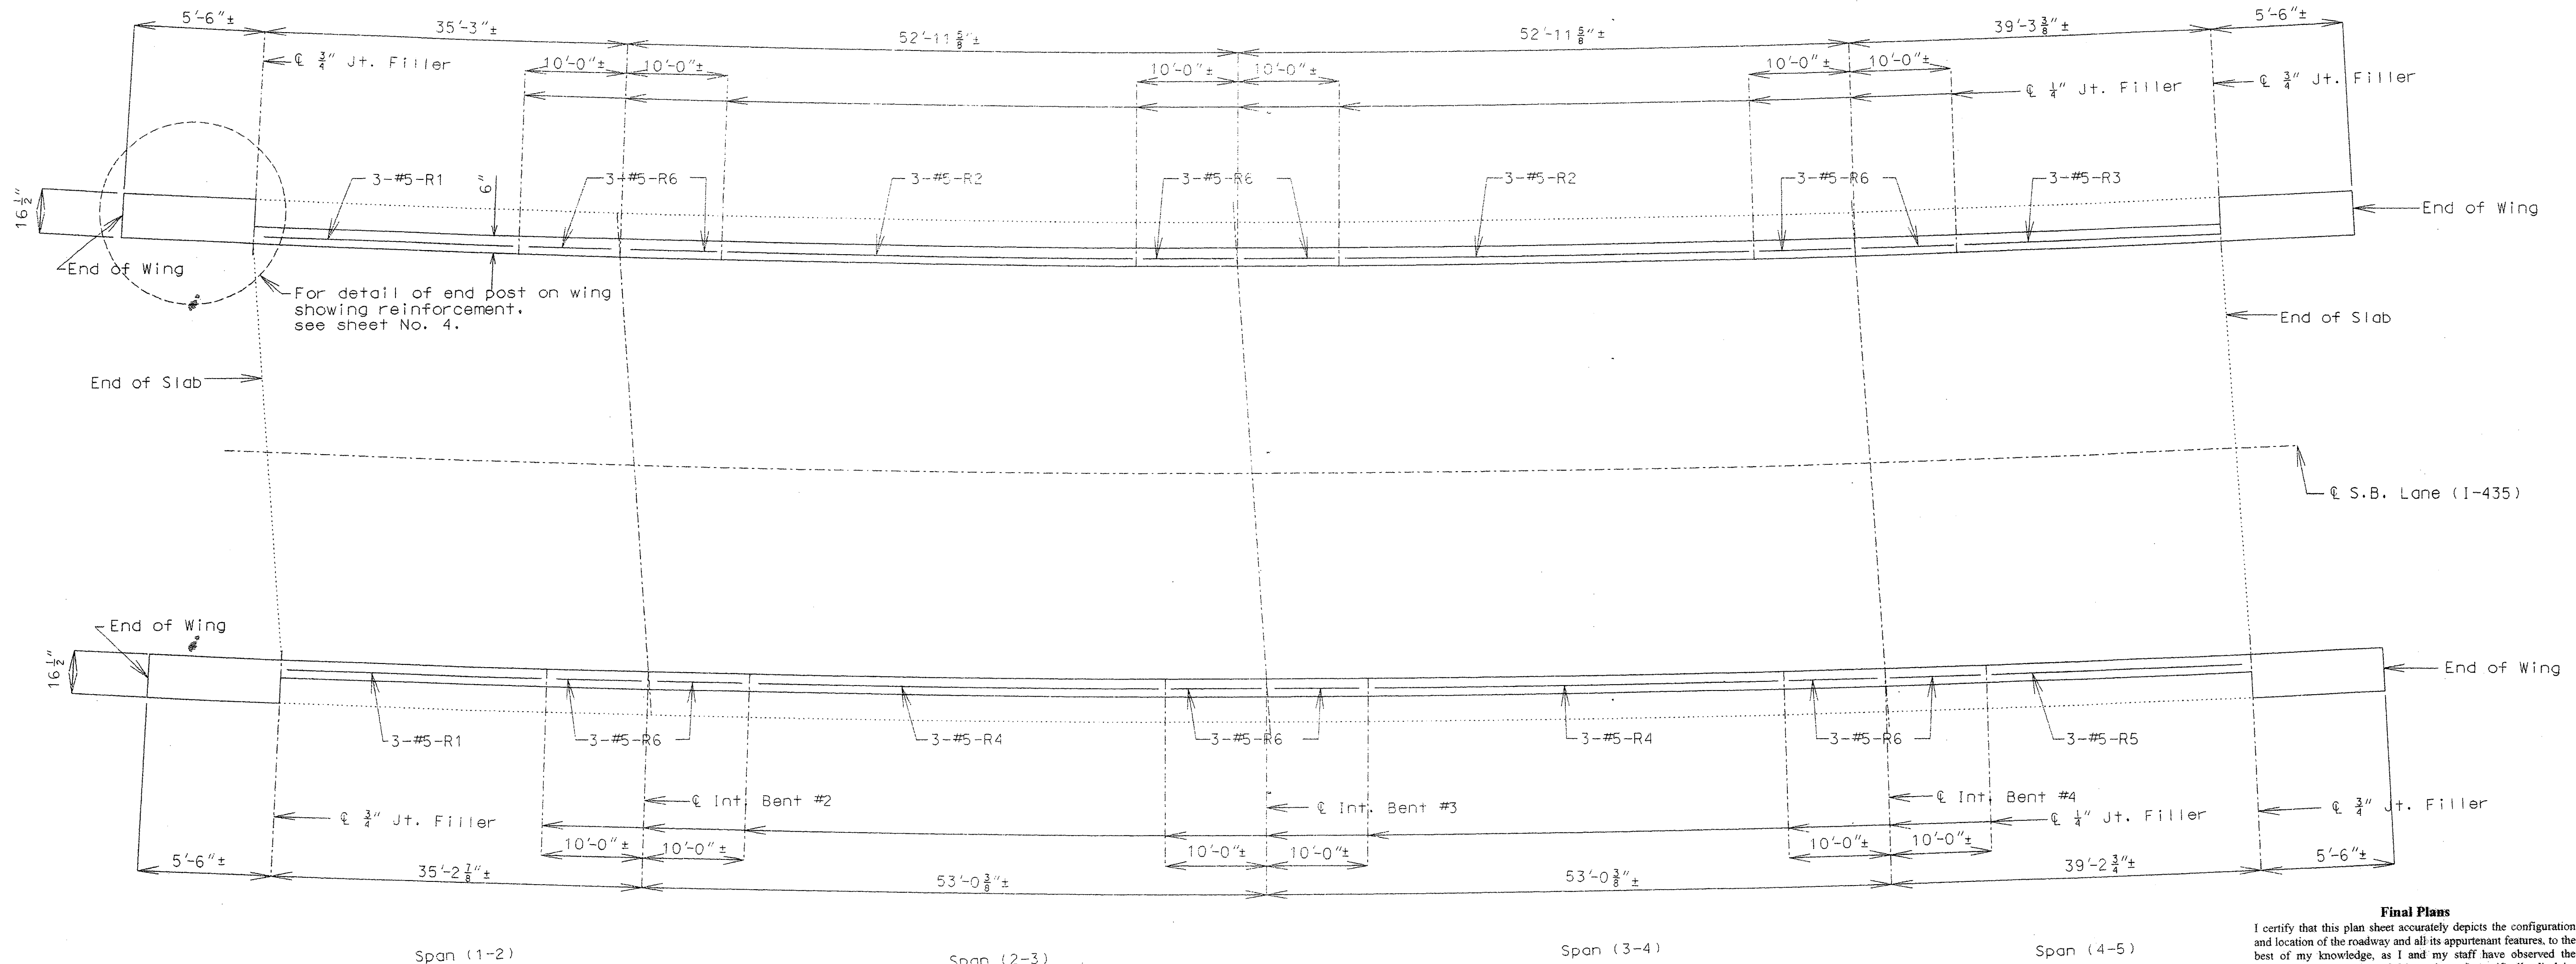 5'-6"±
35'-3"±
52'-11 5/8"±
52'-11 5/8"±
39'-3 3/8"±
5'-6"±
℄ 3/4" Jt. Filler
10'-0"± 10'-0"±
10'-0"± 10'-0"±
10'-0"± 10'-0"±
℄ 1/4" Jt. Filler
℄ 3/4" Jt. Filler
16 1/2"
3-#5-R1
6"
3-#5-R6
3-#5-R2
3-#5-R6
3-#5-R2
3-#5-R6
3-#5-R3
End of Wing
End of Wing
For detail of end post on wing
showing reinforcement,
see sheet No. 4.
End of Slab
End of Slab
℄ S.B. Lane (I-435)
End of Wing
16 1/2"
End of Wing
3-#5-R1
3-#5-R6
3-#5-R4
3-#5-R6
3-#5-R4
3-#5-R6
3-#5-R5
℄ 3/4" Jt. Filler
℄ Int. Bent #2
℄ Int. Bent #3
℄ Int. Bent #4
℄ 1/4" Jt. Filler
℄ 3/4" Jt. Filler
10'-0"± 10'-0"±
10'-0"± 10'-0"±
10'-0"± 10'-0"±
5'-6"±
35'-2 7/8"±
53'-0 3/8"±
53'-0 3/8"±
39'-2 3/4"±
5'-6"±
Span (1-2)
Span (2-3)
Span (3-4)
Span (4-5)
Final Plans
I certify that this plan sheet accurately depicts the configuration
and location of the roadway and all its appurtenant features, to the
best of my knowledge, as I and my staff have observed the